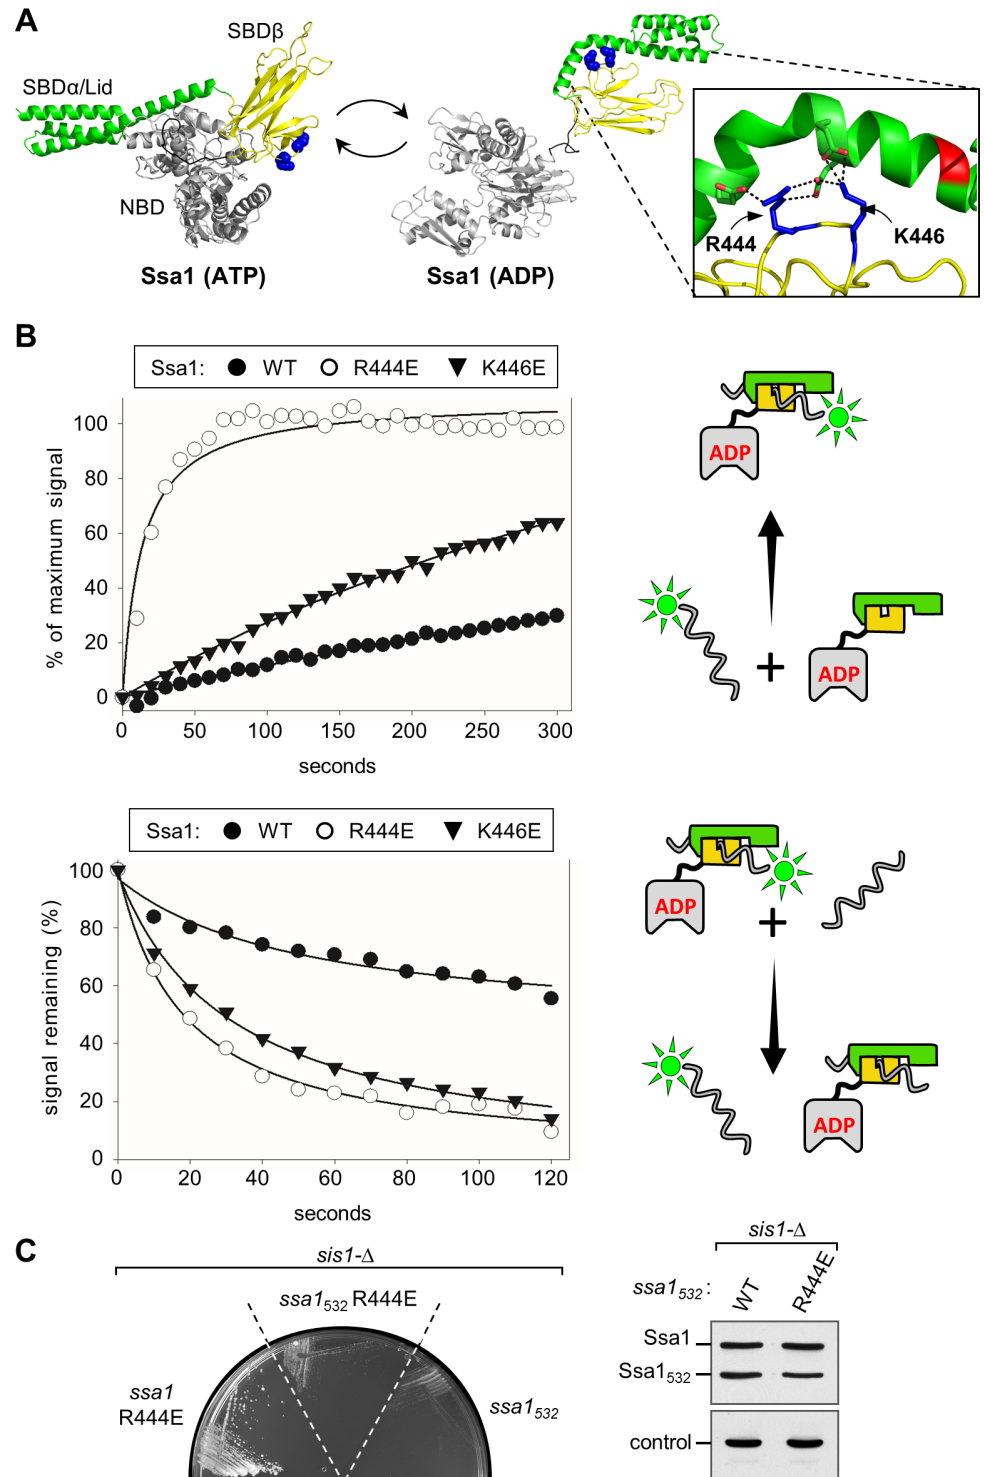 A
SBDβ
SBDα/Lid
NBD
Ssa1 (ATP)
Ssa1 (ADP)
R444
K446
B
Ssa1: WT R444E K446E
% of maximum signal
100
80
60
40
20
0
0 50 100 150 200 250 300
seconds
ADP
ADP
+
Ssa1: WT R444E K446E
signal remaining (%)
100
80
60
40
20
0
0 20 40 60 80 100 120
seconds
ADP
+
ADP
C
sis1-Δ
ssa1532 R444E
ssa1
R444E
ssa1532
sis1-Δ
ssa1532: WT R444E
Ssa1
Ssa1532
control